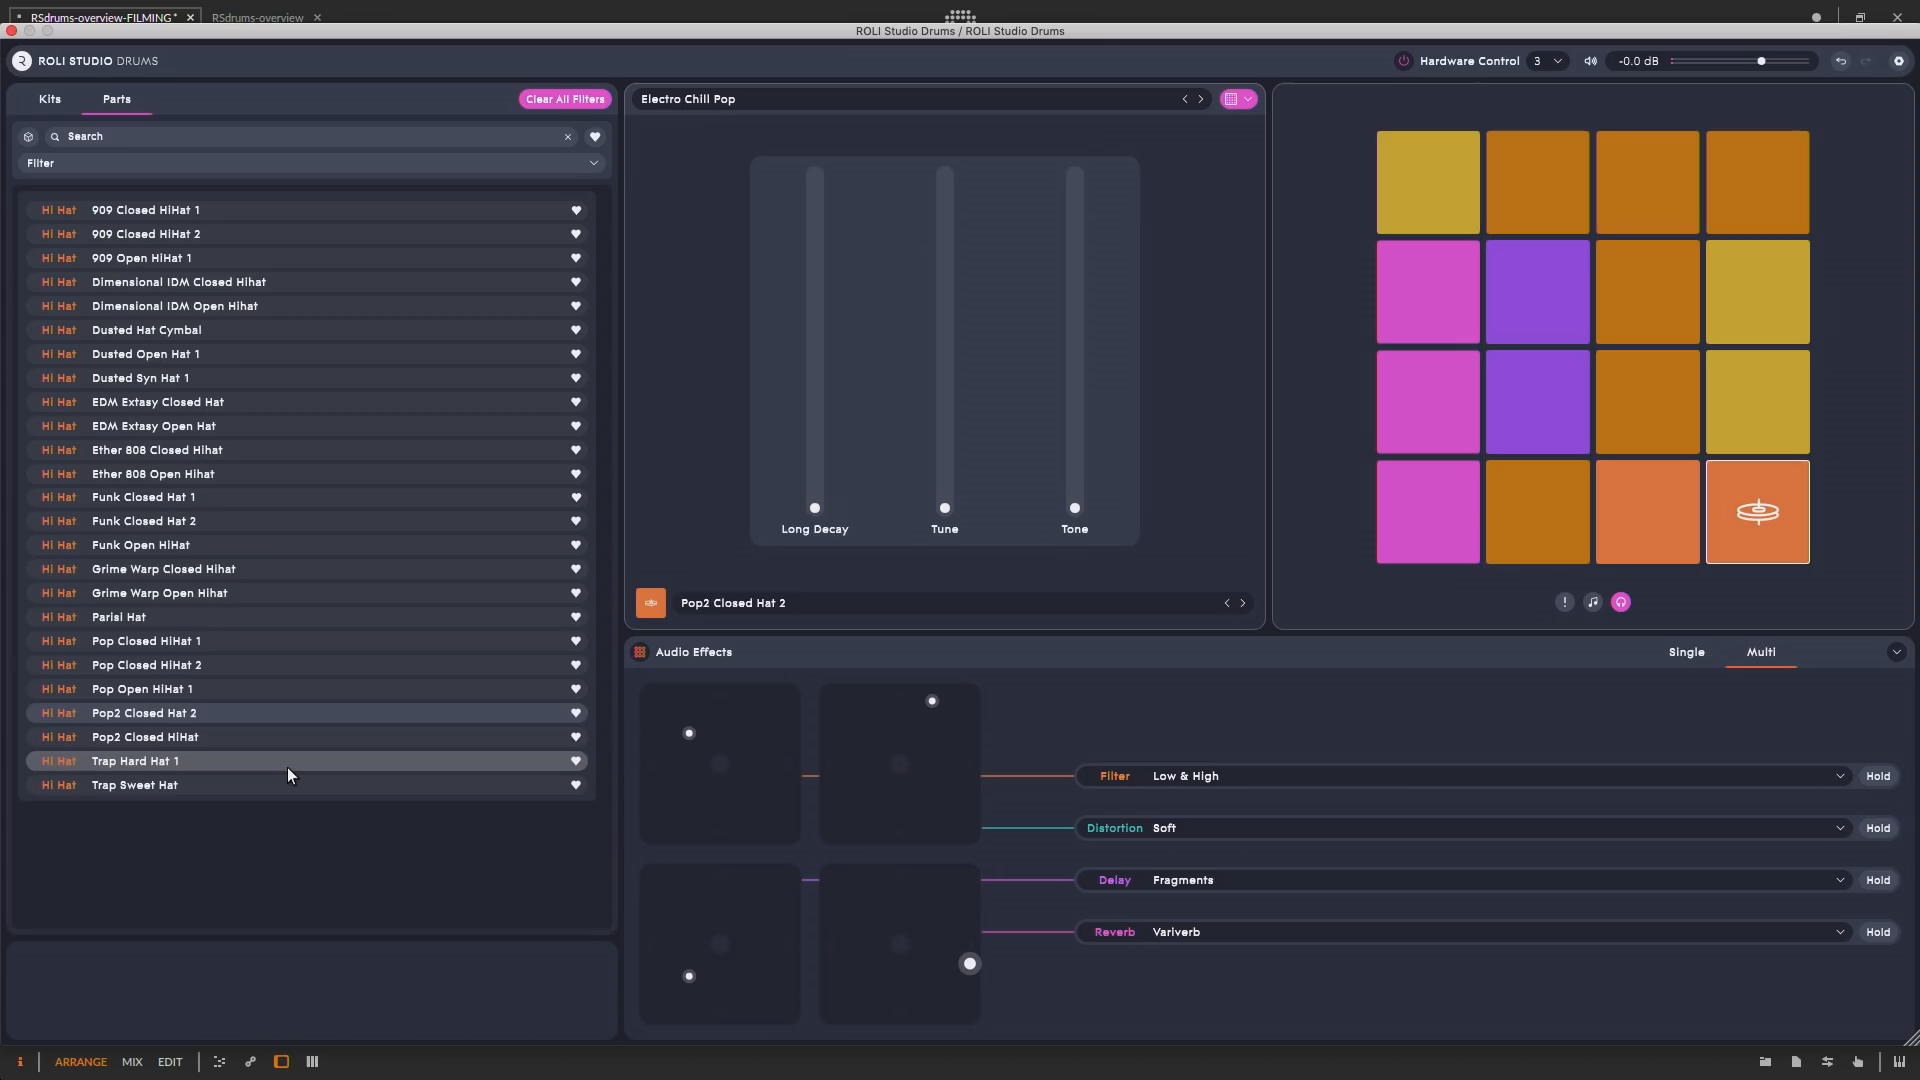 RSdrums-overview-FILMING*
RSdrums-overview
ROLI Studio Drums / ROLI Studio Drums
R ROLI STUDIO DRUMS
Hardware Control 3
-0.0 dB
Kits Parts
Clear All Filters
Search
Filter
Hi Hat 909 Closed HiHat 1
Hi Hat 909 Closed HiHat 2
Hi Hat 909 Open HiHat 1
Hi Hat Dimensional IDM Closed Hihat
Hi Hat Dimensional IDM Open Hihat
Hi Hat Dusted Hat Cymbal
Hi Hat Dusted Open Hat 1
Hi Hat Dusted Syn Hat 1
Hi Hat EDM Extasy Closed Hat
Hi Hat EDM Extasy Open Hat
Hi Hat Ether 808 Closed Hihat
Hi Hat Ether 808 Open Hihat
Hi Hat Funk Closed Hat 1
Hi Hat Funk Closed Hat 2
Hi Hat Funk Open HiHat
Hi Hat Grime Warp Closed Hihat
Hi Hat Grime Warp Open Hihat
Hi Hat Parisi Hat
Hi Hat Pop Closed HiHat 1
Hi Hat Pop Closed HiHat 2
Hi Hat Pop Open HiHat 1
Hi Hat Pop2 Closed Hat 2
Hi Hat Pop2 Closed HiHat
Hi Hat Trap Hard Hat 1
Hi Hat Trap Sweet Hat
Electro Chill Pop
Long Decay
Tune
Tone
Pop2 Closed Hat 2
Audio Effects
Single
Multi
Filter Low & High Hold
Distortion Soft Hold
Delay Fragments Hold
Reverb Variverb Hold
ARRANGE MIX EDIT